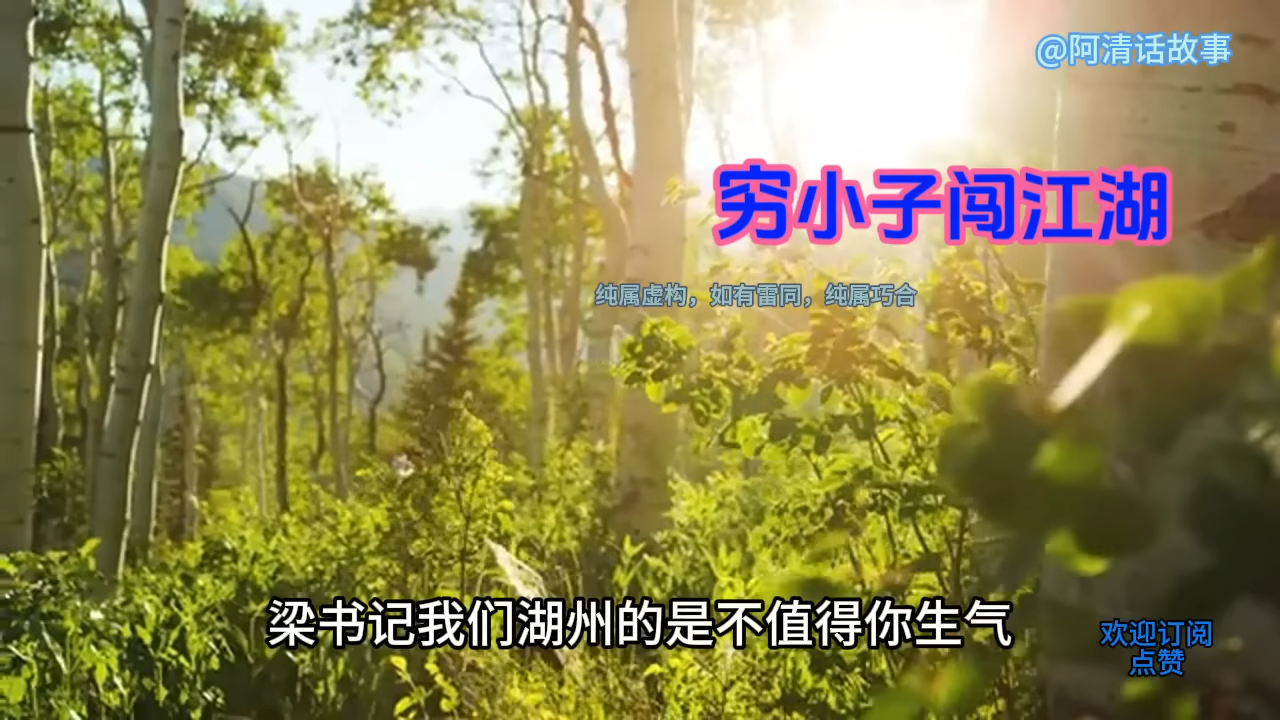 @阿清话故事
穷小子闯江湖
纯属虚构，如有雷同，纯属巧合
梁书记我们湖州的是不值得你生气
欢迎订阅
点赞